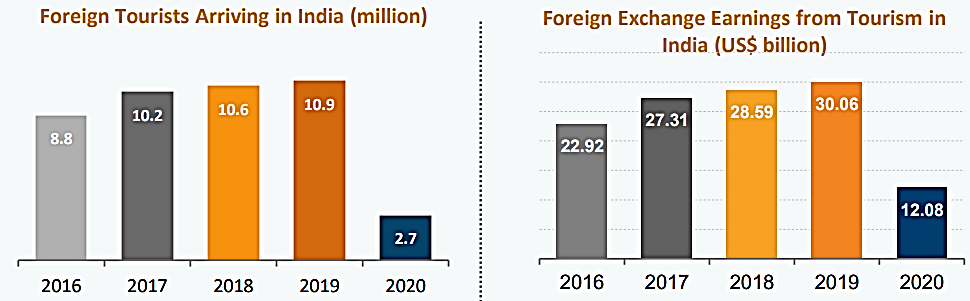 Foreign Tourists Arriving in India (million)
8.8
10.2
10.6
10.9
2.7
2016 2017 2018 2019 2020
Foreign Exchange Earnings from Tourism in
India (US$ billion)
22.92
27.31
28.59
30.06
12.08
2016 2017 2018 2019 2020